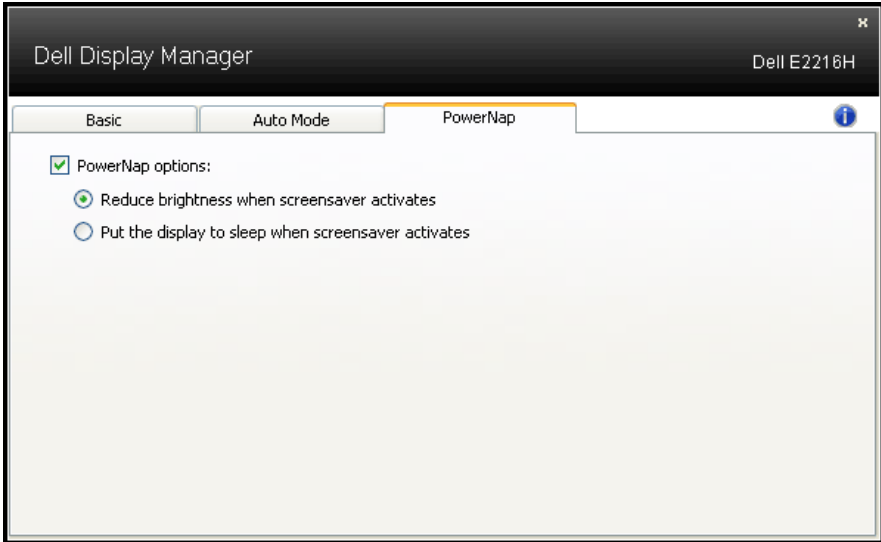 Dell Display Manager
Dell E2216H
Basic
Auto Mode
PowerNap
PowerNap options:
Reduce brightness when screensaver activates
Put the display to sleep when screensaver activates